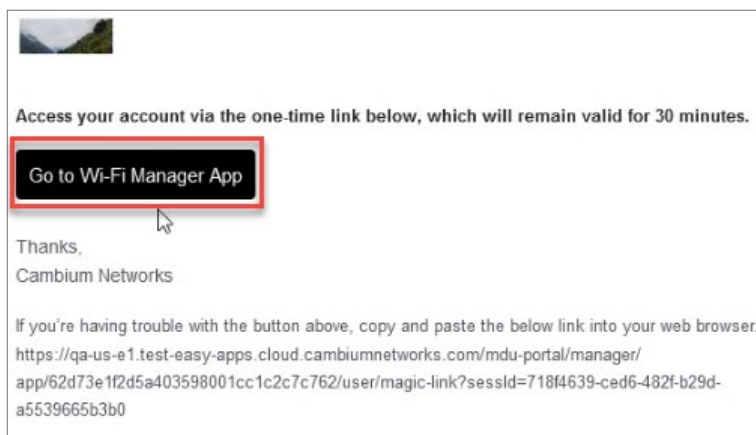 Access your account via the one-time link below, which will remain valid for 30 minutes.
Go to Wi-Fi Manager App
Thanks,
Cambium Networks
If you're having trouble with the button above, copy and paste the below link into your web browser.
https://qa-us-e1.test-easy-apps.cloud.cambiumnetworks.com/mdu-portal/manager/
app/62d73e1f2d5a403598001cc1c2c7c762/user/magic-link?sessId=718f4639-ced6-482f-b29d-
a5539665b3b0